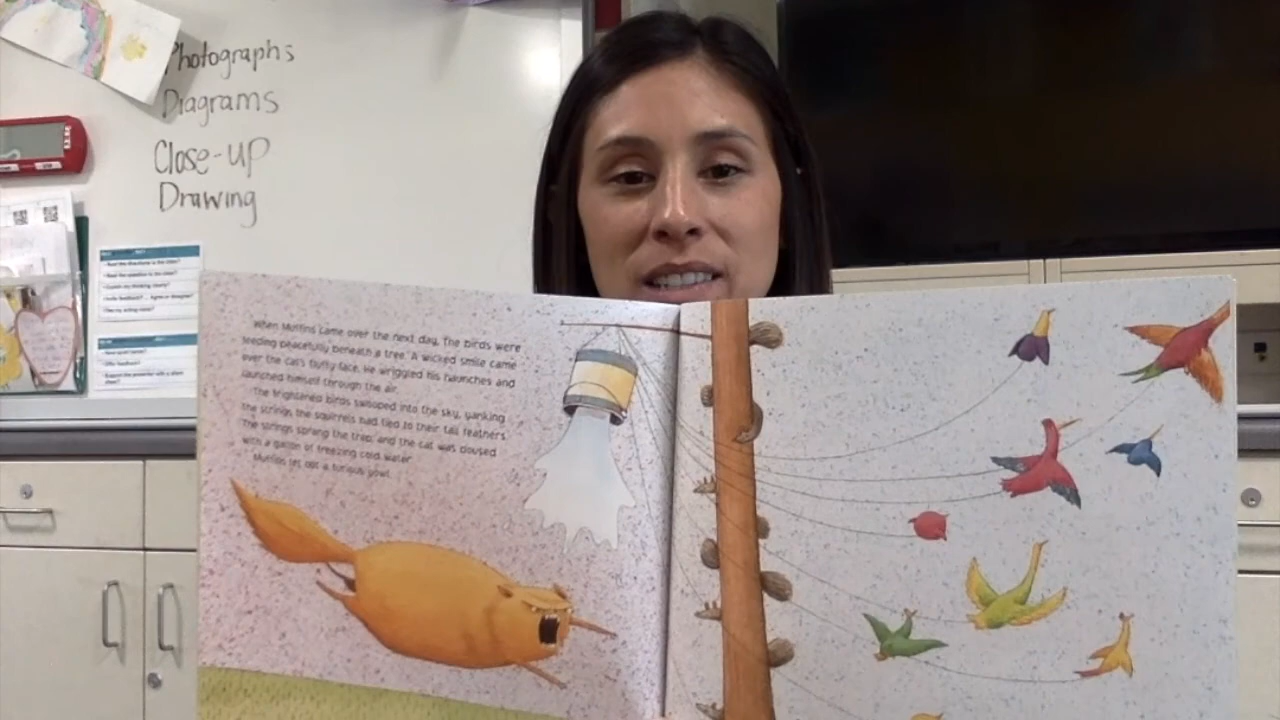 Photographs
Diagrams
Close-up
Drawing
When Muffins came over the next day, the birds were
feeding peacefully beneath a tree. A wicked smile came
over the cat's fluffy face. He wriggled his haunches and
launched himself through the air.
The frightened birds swooped into the sky, yanking
the strings the squirrels had tied to their tail feathers.
The strings sprang the trap, and the cat was doused
with a gallon of freezing cold water.
Muffins let out a furious yowl.